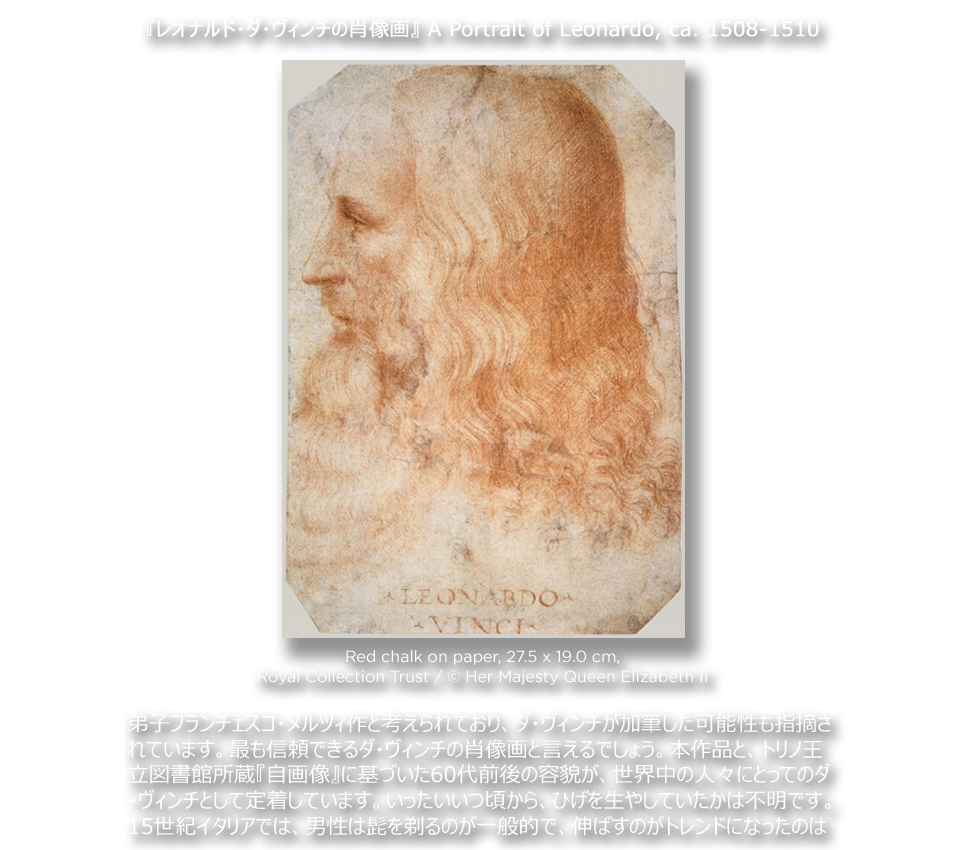 『レオナルド・ダ・ヴィンチの肖像画』 A Portrait of Leonardo, ca. 1508-1510
LEONARDO
VINCI
Red chalk on paper, 27.5 x 19.0 cm,
Royal Collection Trust / © Her Majesty Queen Elizabeth II
弟子フランチェスコ・メルツィ作と考えられており、ダ・ヴィンチが加筆した可能性も指摘さ
れています。最も信頼できるダ・ヴィンチの肖像画と言えるでしょう。本作品と、トリノ王
立図書館所蔵『自画像』に基づいた60代前後の容貌が、世界中の人々にとってのダ
・ヴィンチとして定着しています。いったいいつ頃から、ひげを生やしていたかは不明です。
15世紀イタリアでは、男性は髭を剃るのが一般的で、伸ばすのがトレンドになったのは